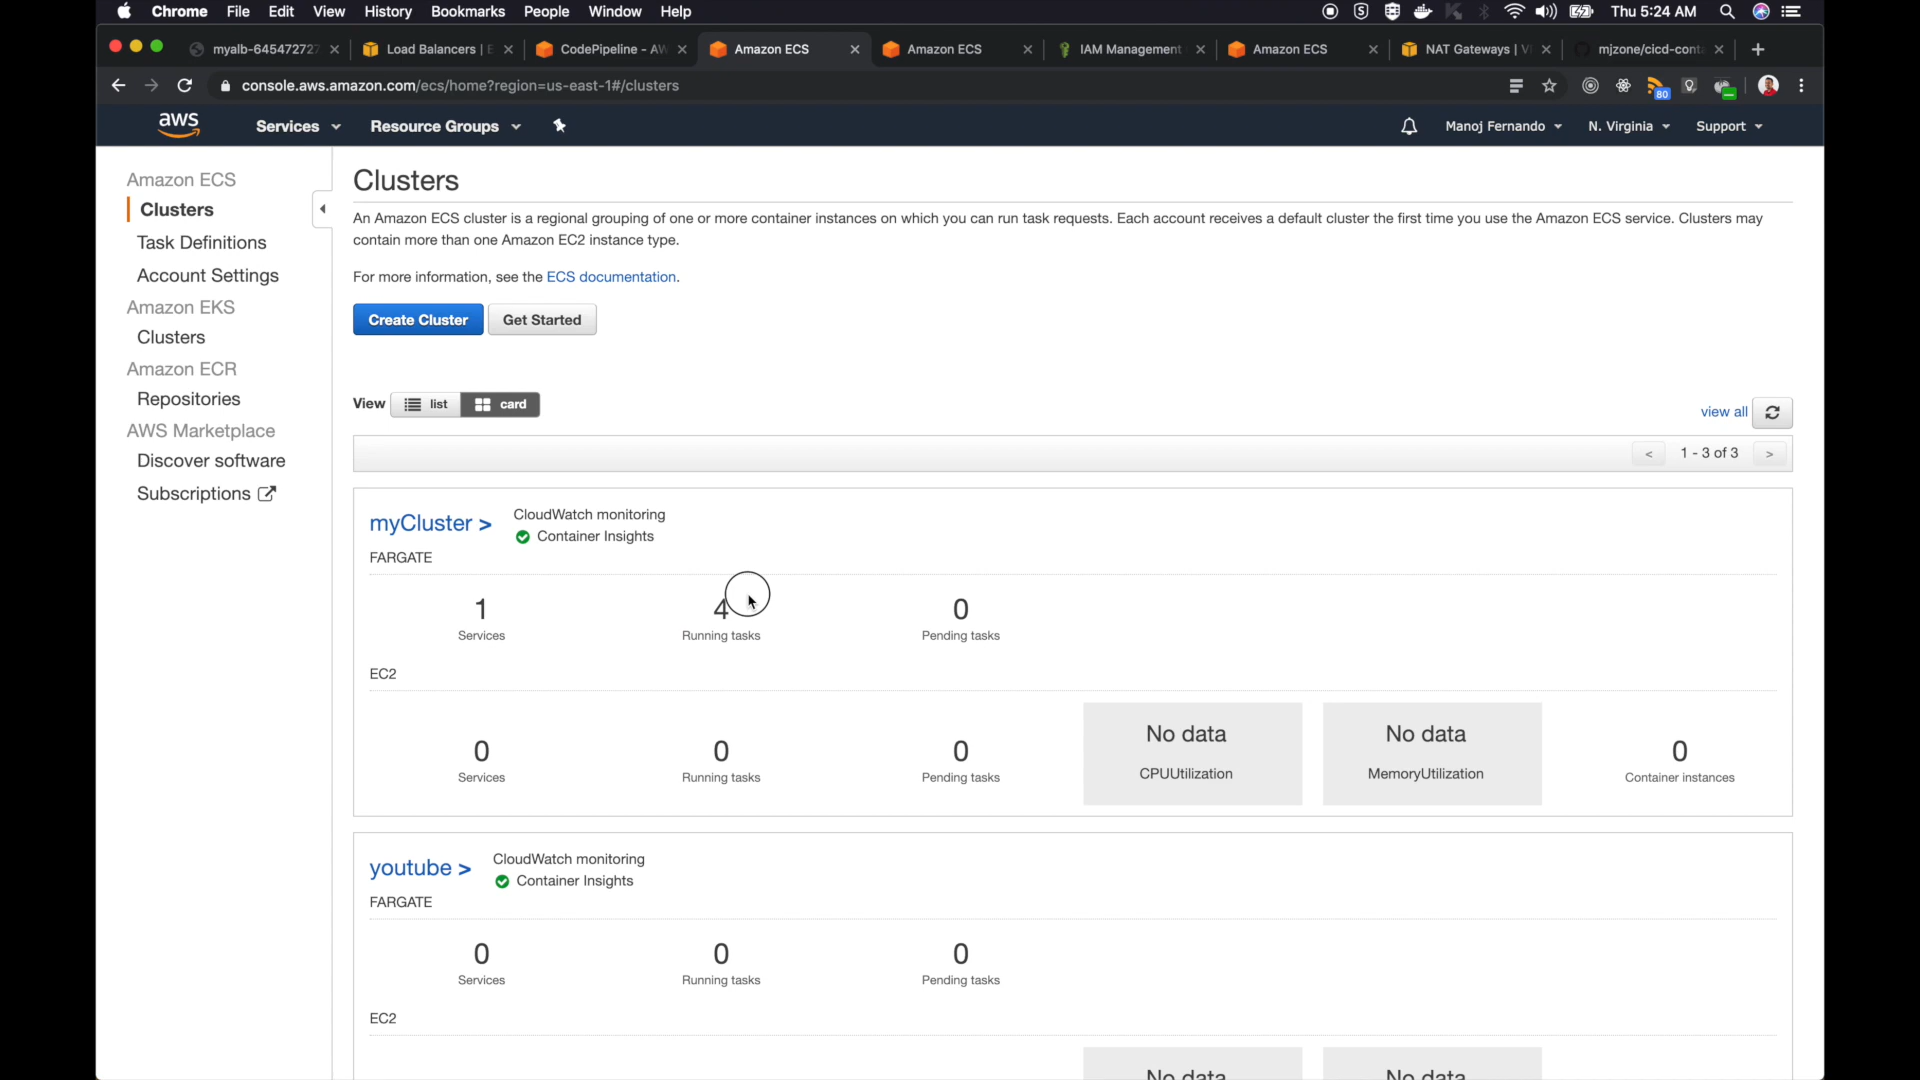 Chrome File Edit View History Bookmarks People Window Help Thu 5:24 AM
myalb-645472727 Load Balancers | E CodePipeline - AW Amazon ECS Amazon ECS IAM Management Amazon ECS NAT Gateways | VP mjzone/cicd-conta
console.aws.amazon.com/ecs/home?region=us-east-1#/clusters
80
aws Services Resource Groups Manoj Fernando N. Virginia Support
Amazon ECS
Clusters
Task Definitions
Account Settings
Amazon EKS
Clusters
Amazon ECR
Repositories
AWS Marketplace
Discover software
Subscriptions
Clusters
An Amazon ECS cluster is a regional grouping of one or more container instances on which you can run task requests. Each account receives a default cluster the first time you use the Amazon ECS service. Clusters may
contain more than one Amazon EC2 instance type.
For more information, see the ECS documentation.
Create Cluster Get Started
View list card
view all
< 1 - 3 of 3 >
myCluster > CloudWatch monitoring
Container Insights
FARGATE
1 4 0
Services Running tasks Pending tasks
EC2
0 0 0 No data No data 0
Services Running tasks Pending tasks CPUUtilization MemoryUtilization Container instances
youtube > CloudWatch monitoring
Container Insights
FARGATE
0 0 0
Services Running tasks Pending tasks
EC2
No data No data